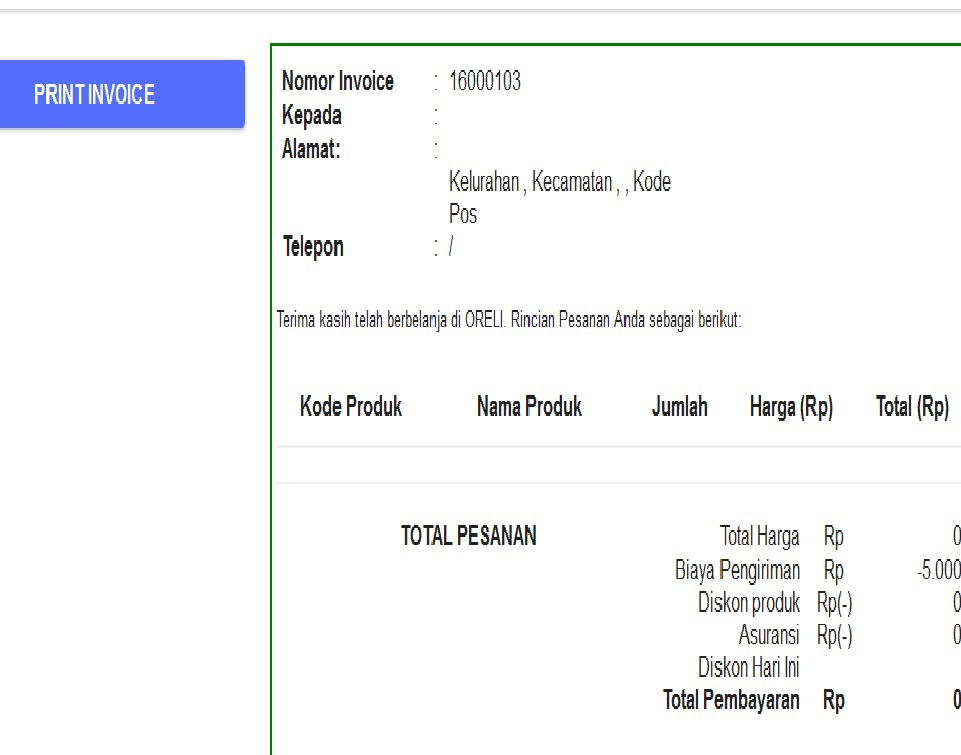 PRINT INVOICE
Nomor Invoice : 16000103
Kepada :
Alamat: :
Kelurahan , Kecamatan , , Kode
Pos
Telepon : /
Terima kasih telah berbelanja di ORELI. Rincian Pesanan Anda sebagai berikut:
Kode Produk Nama Produk Jumlah Harga (Rp) Total (Rp)
TOTAL PESANAN Total Harga Rp 0
Biaya Pengiriman Rp -5.000
Diskon produk Rp(-) 0
Asuransi Rp(-) 0
Diskon Hari Ini
Total Pembayaran Rp 0